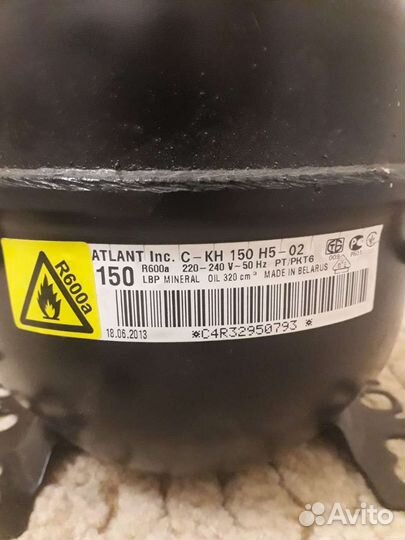 ATLANT Inc. C-KH 150 H5-02
150 R600a 220-240 V-50 Hz PT/PKT6
LBP MINERAL OIL 320 cm³ MADE IN BELARUS
R600a
18.06.2013
*C4R32950793*
Avito